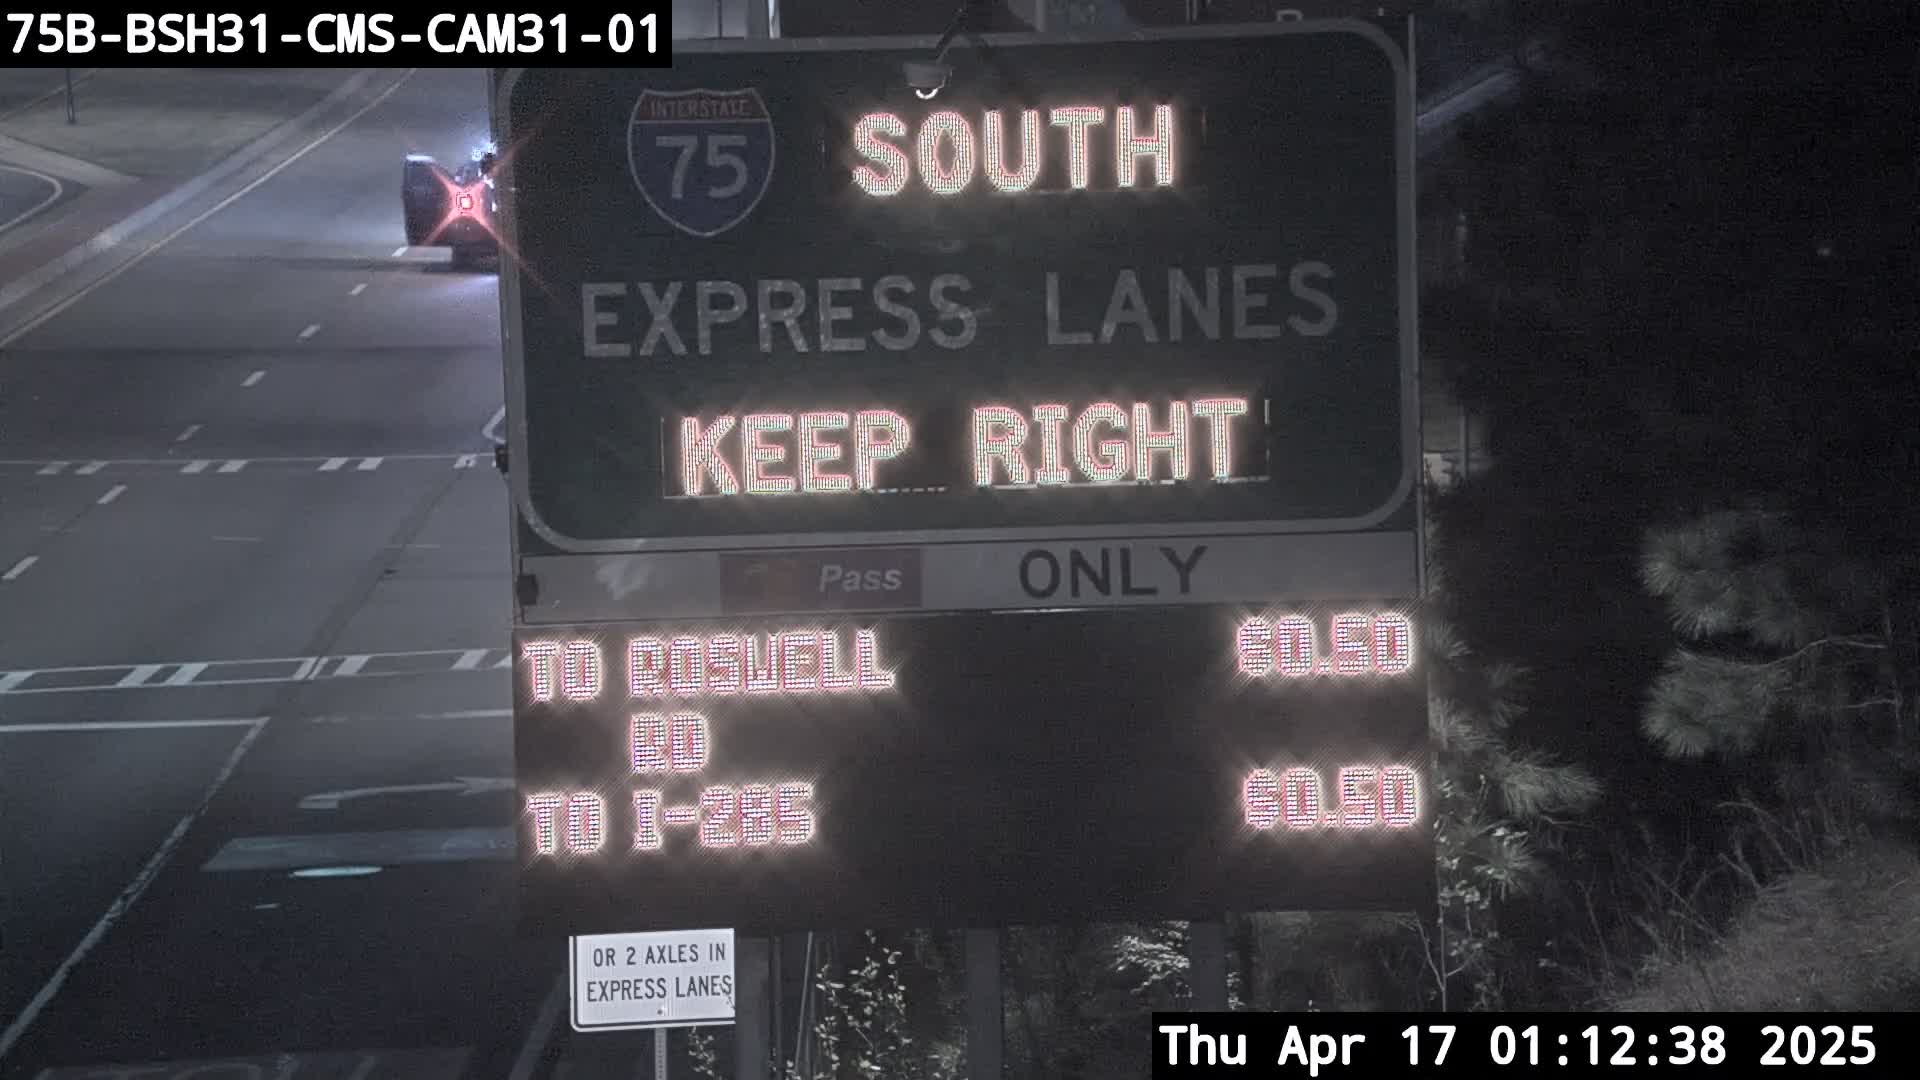 75B-BSH31-CMS-CAM31-01
INTERSTATE
75
SOUTH
EXPRESS LANES
KEEP RIGHT
Pass ONLY
TO ROSWELL $0.50
RD
TO I-285 $0.50
OR 2 AXLES IN
EXPRESS LANES
Thu Apr 17 01:12:38 2025